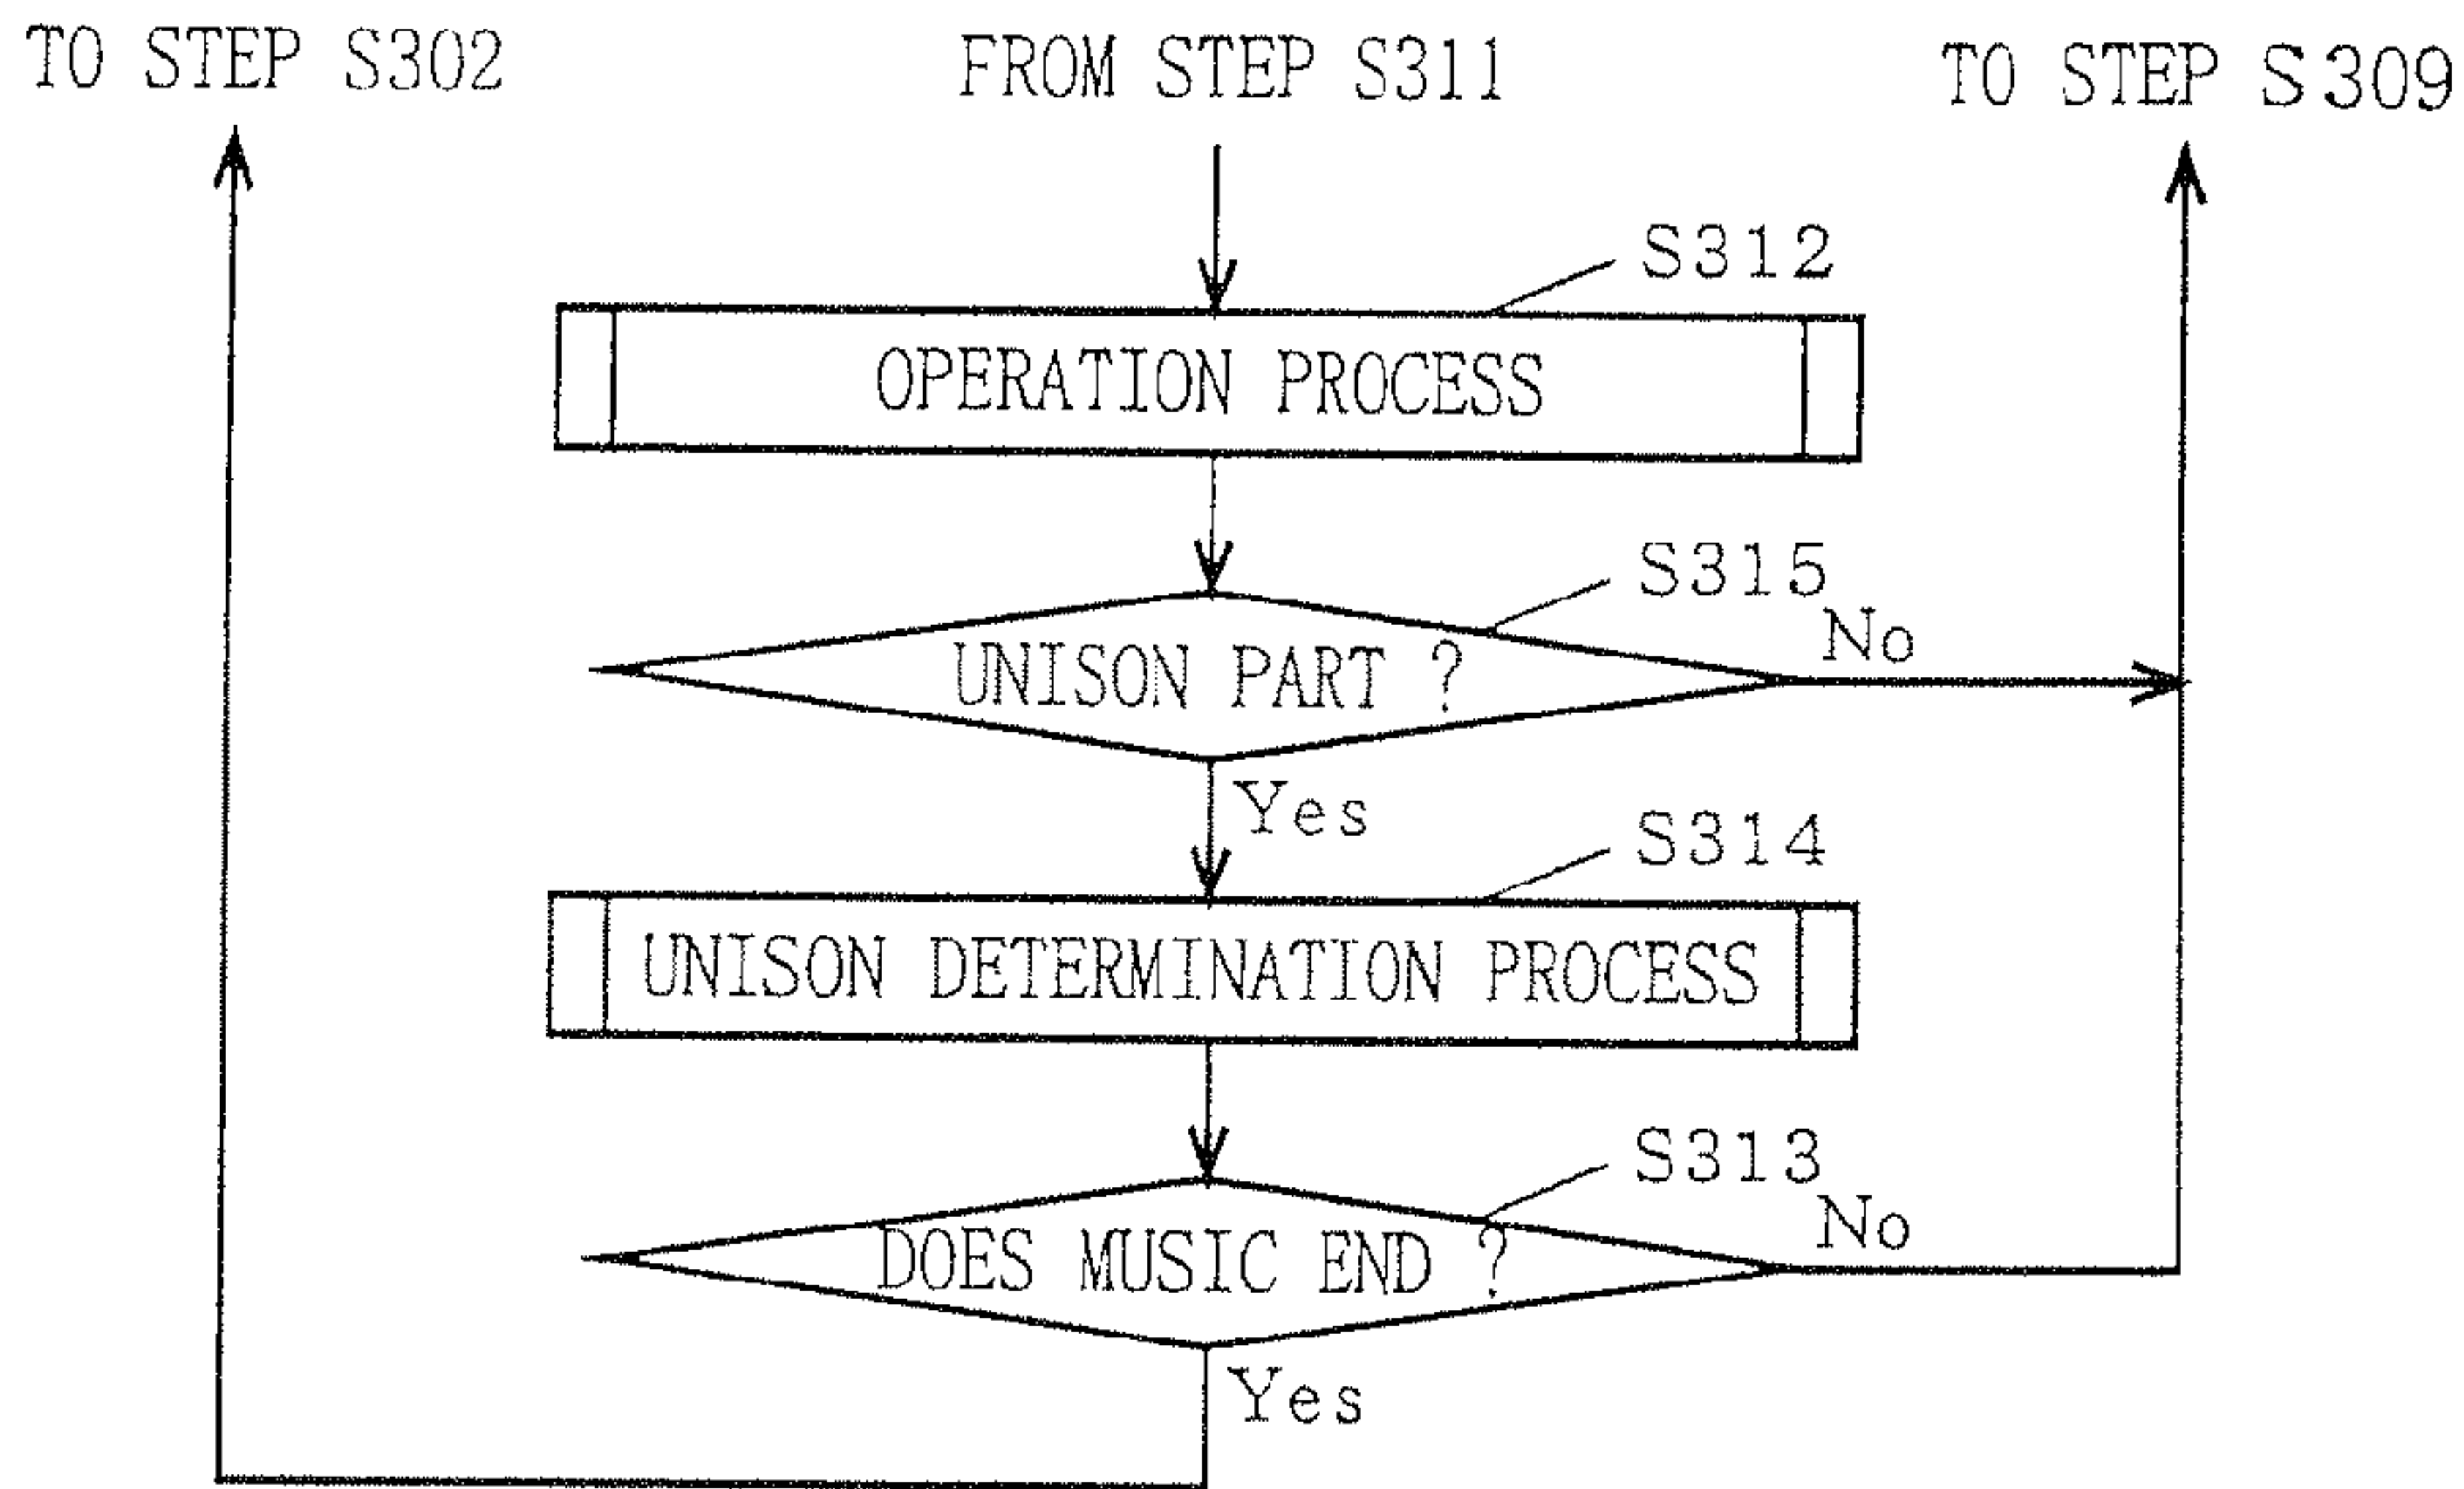 TO STEP S302
FROM STEP S311
TO STEP S309
S312
OPERATION PROCESS
S315
UNISON PART ?
No
Yes
S314
UNISON DETERMINATION PROCESS
S313
DOES MUSIC END ?
No
Yes